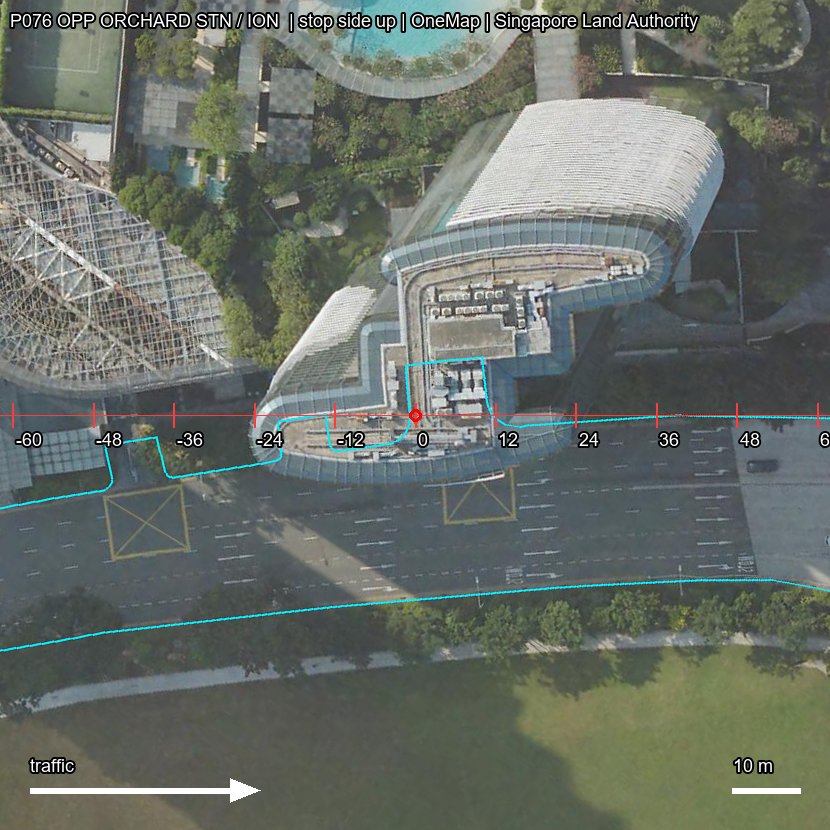 P076 OPP ORCHARD STN / ION | stop side up | OneMap | Singapore Land Authority
-60 -48 -36 -24 -12 0 12 24 36 48 6
traffic
10 m